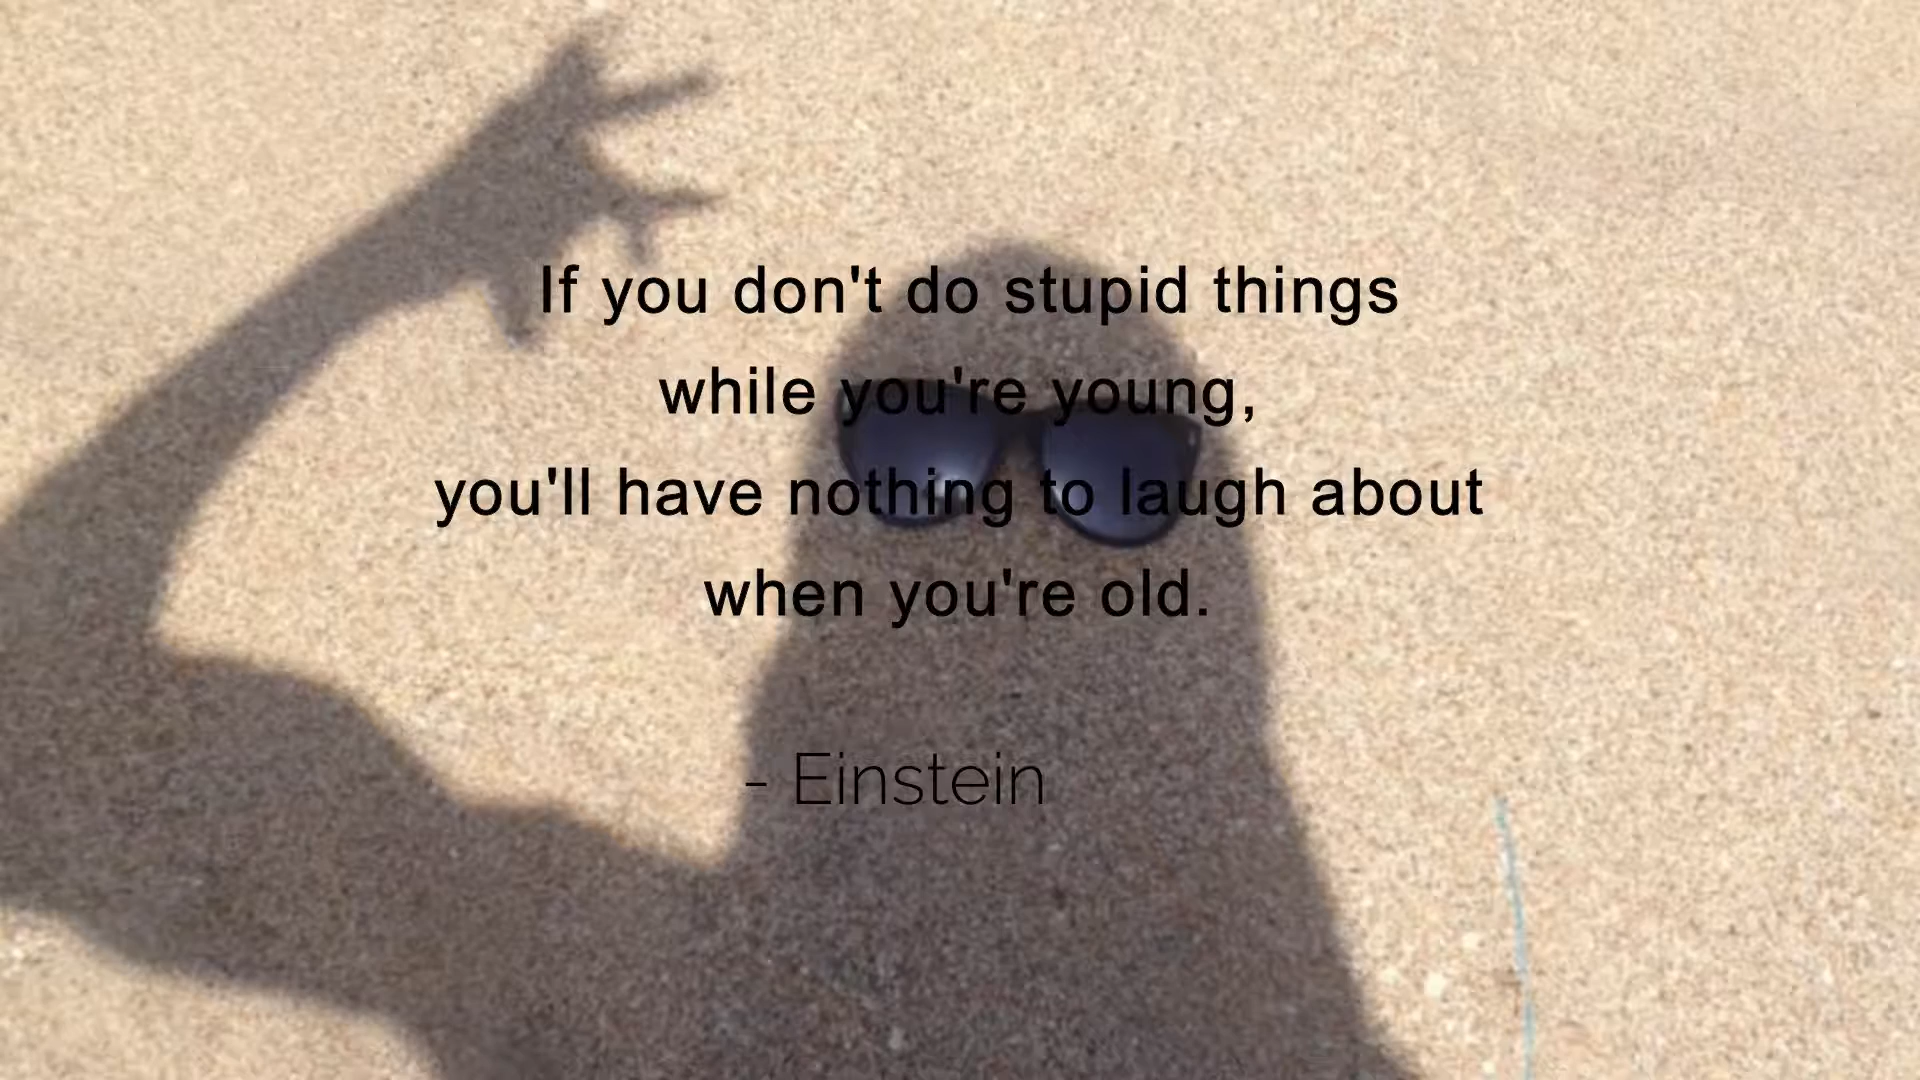 If you don't do stupid things
while you're young,
you'll have nothing to laugh about
when you're old.
- Einstein